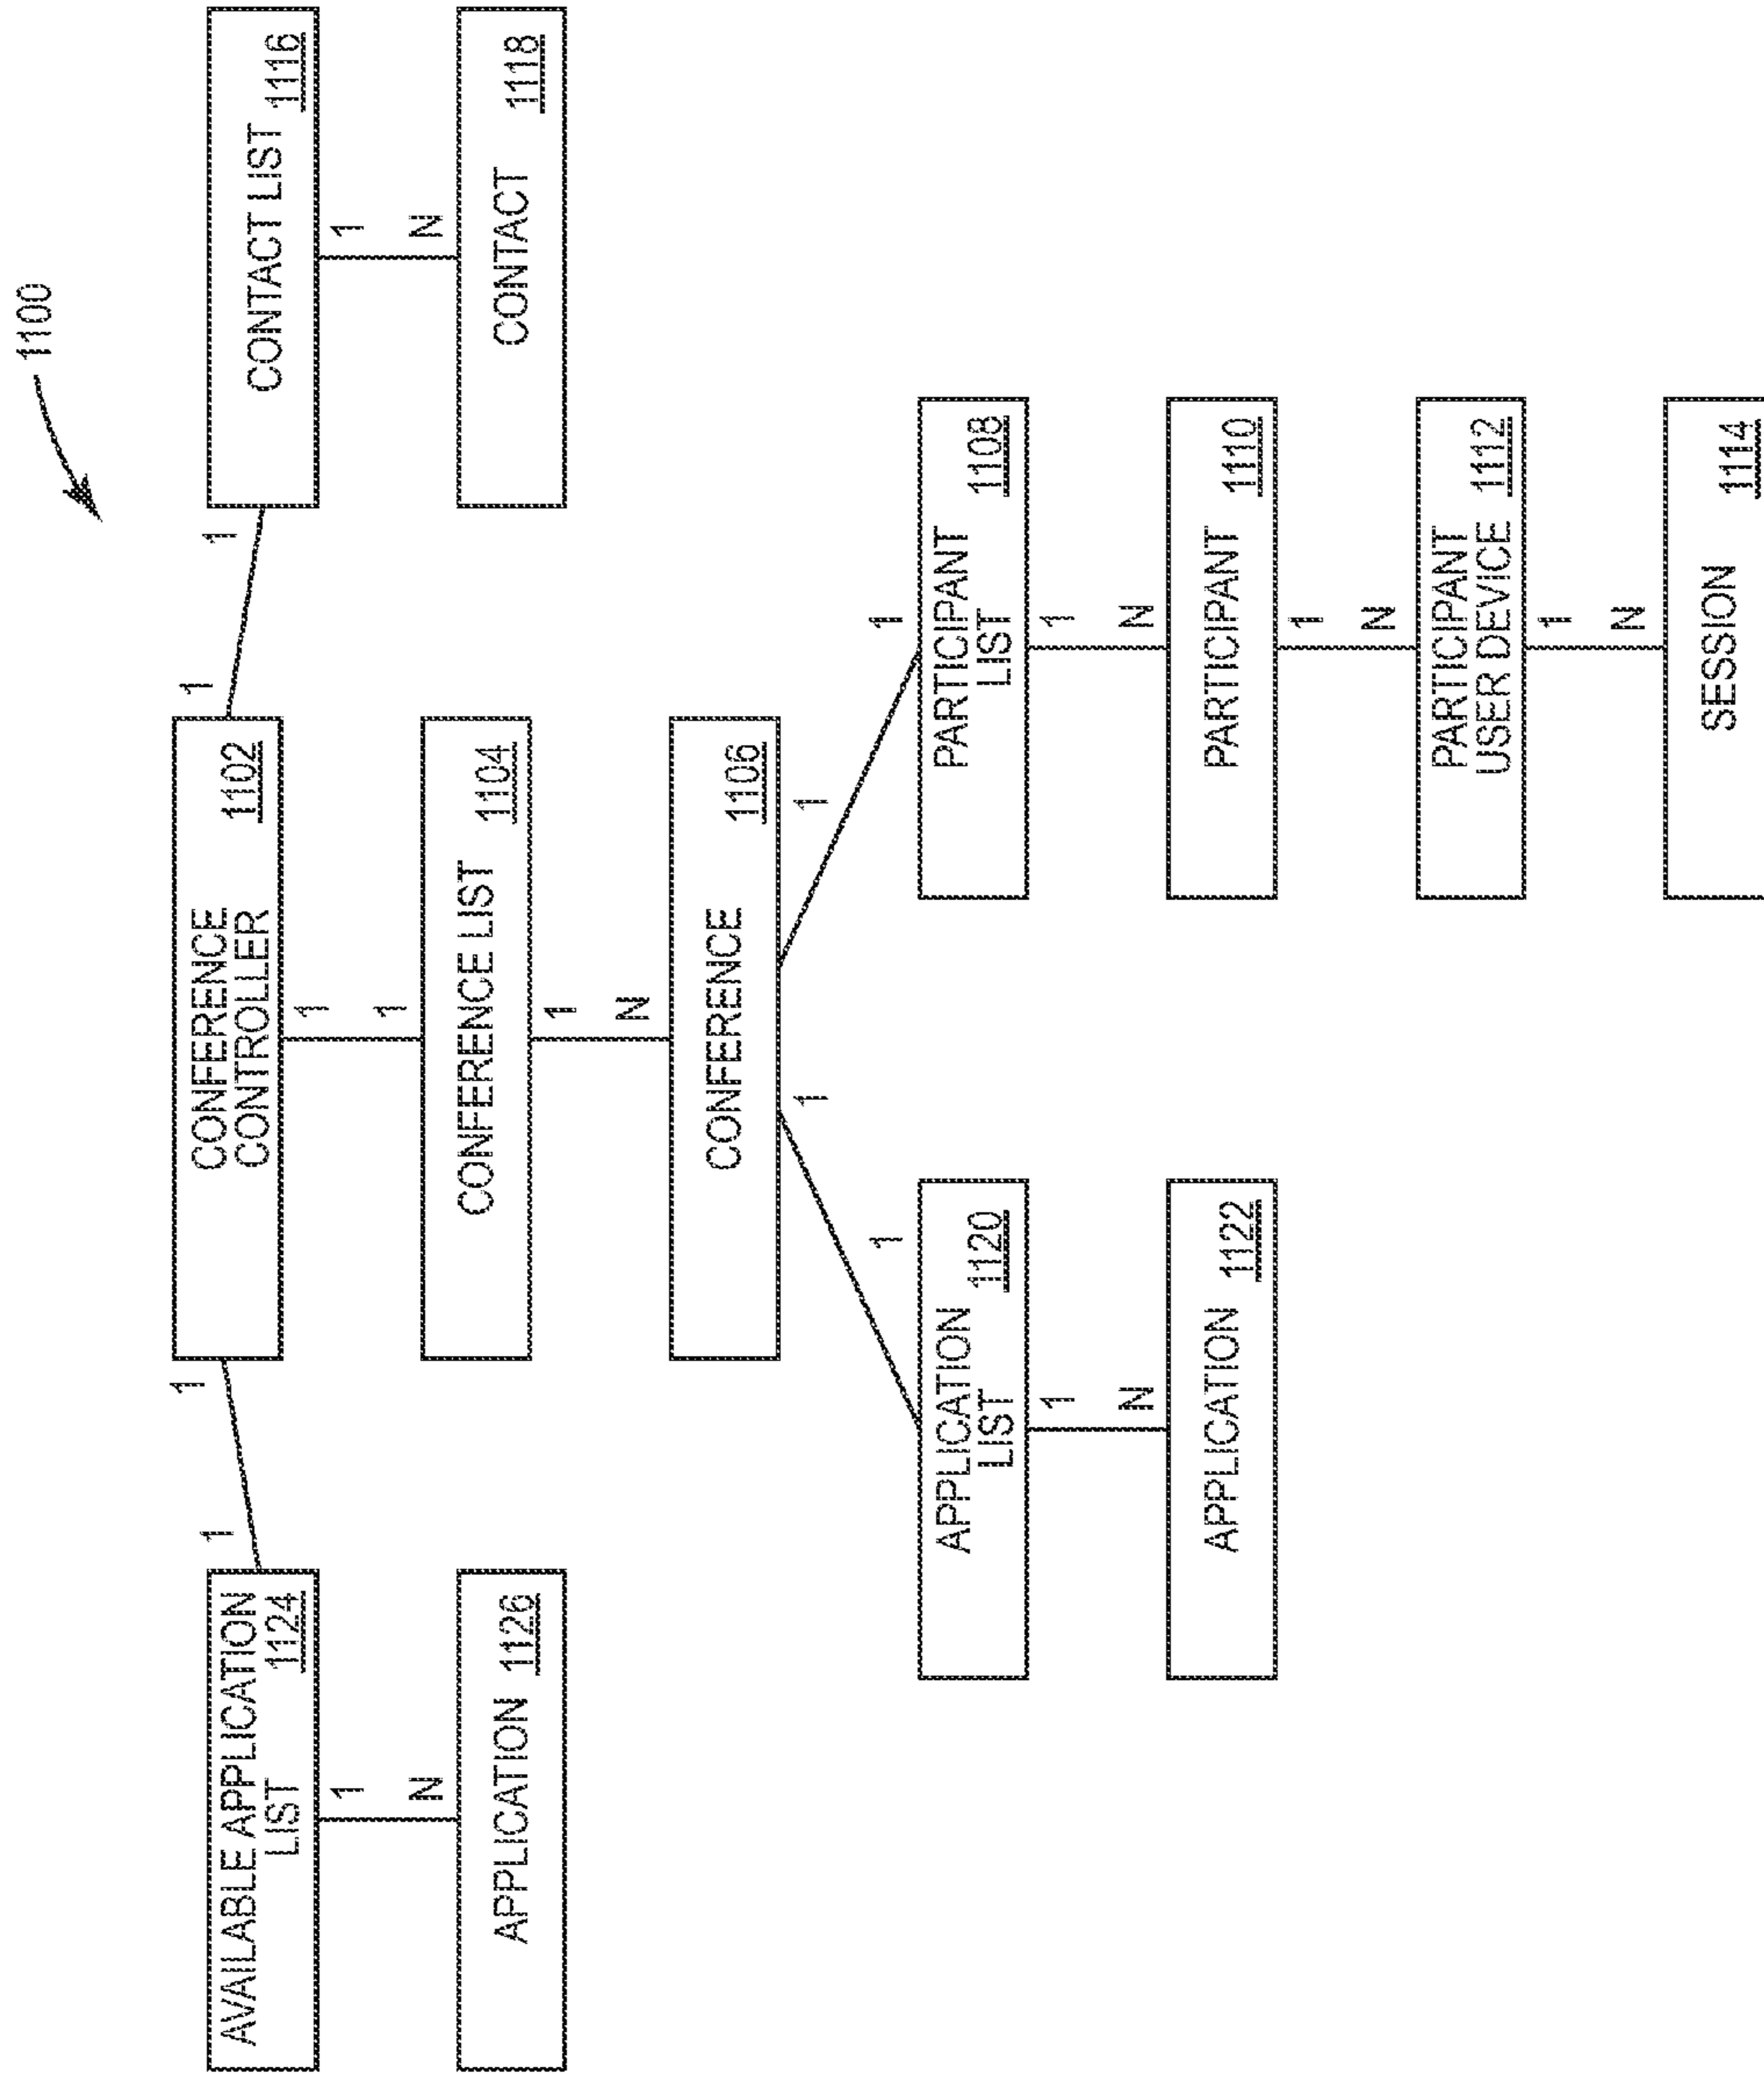 1100
CONFERENCE
CONTROLLER
1102
1
1
1
1
AVAILABLE APPLICATION
LIST 1124
CONTACT LIST
1116
1
1
1
1
N
N
APPLICATION 1126
CONFERENCE LIST 1104
CONTACT 1118
1
N
CONFERENCE 1106
1
1
1
1
APPLICATION
LIST 1120
PARTICIPANT
LIST 1108
1
1
N
N
APPLICATION 1122
PARTICIPANT 1110
1
N
PARTICIPANT
USER DEVICE 1112
1
N
SESSION 1114